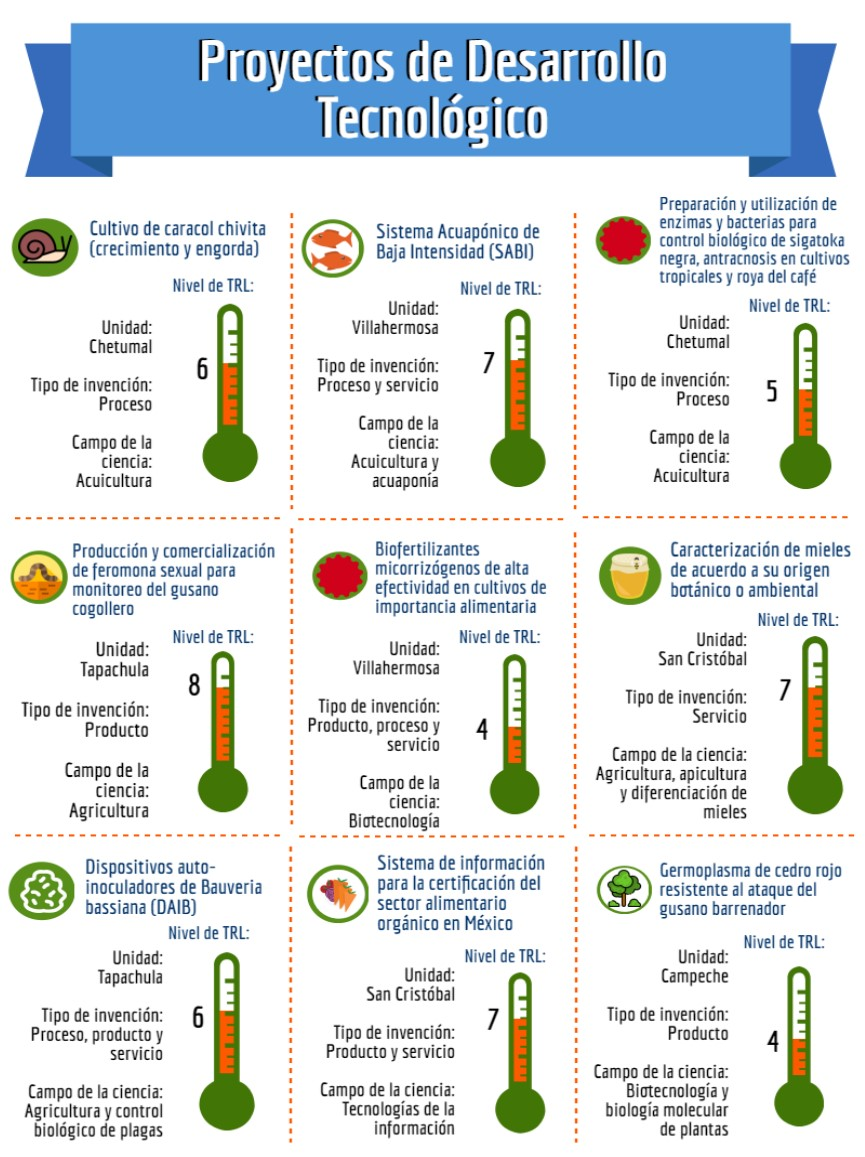 Proyectos de Desarrollo
Tecnológico
Cultivo de caracol chivita
(crecimiento y engorda)
Nivel de TRL:
Unidad:
Chetumal
6
Tipo de invención:
Proceso
Campo de la
ciencia:
Acuicultura
Sistema Acuapónico de
Baja Intensidad (SABI)
Nivel de TRL:
Unidad:
Villahermosa
7
Tipo de invención:
Proceso y servicio
Campo de la
ciencia:
Acuicultura y
acuaponía
Preparación y utilización de
enzimas y bacterias para
control biológico de sigatoka
negra, antracnosis en cultivos
tropicales y roya del café
Nivel de TRL:
Unidad:
Chetumal
5
Tipo de invención:
Proceso
Campo de la
ciencia:
Acuicultura
Producción y comercialización
de feromona sexual para
monitoreo del gusano
cogollero
Nivel de TRL:
Unidad:
Tapachula
8
Tipo de invención:
Producto
Campo de la
ciencia:
Agricultura
Biofertilizantes
micorrizógenos de alta
efectividad en cultivos de
importancia alimentaria
Nivel de TRL:
Unidad:
Villahermosa
Tipo de invención:
Producto, proceso y
servicio
4
Campo de la
ciencia:
Biotecnología
Caracterización de mieles
de acuerdo a su origen
botánico o ambiental
Nivel de TRL:
Unidad:
San Cristóbal
7
Tipo de invención:
Servicio
Campo de la ciencia:
Agricultura, apicultura
y diferenciación de
mieles
Dispositivos auto-
inoculadores de Bauveria
bassiana (DAIB)
Nivel de TRL:
Unidad:
Tapachula
6
Tipo de invención:
Proceso, producto y
servicio
Campo de la ciencia:
Agricultura y control
biológico de plagas
Sistema de información
para la certificación del
sector alimentario
orgánico en México
Nivel de TRL:
Unidad:
San Cristóbal
7
Tipo de invención:
Producto y servicio
Campo de la ciencia:
Tecnologías de la
información
Germoplasma de cedro rojo
resistente al ataque del
gusano barrenador
Nivel de TRL:
Unidad:
Campeche
Tipo de invención:
Producto
4
Campo de la ciencia:
Biotecnología y
biología molecular
de plantas